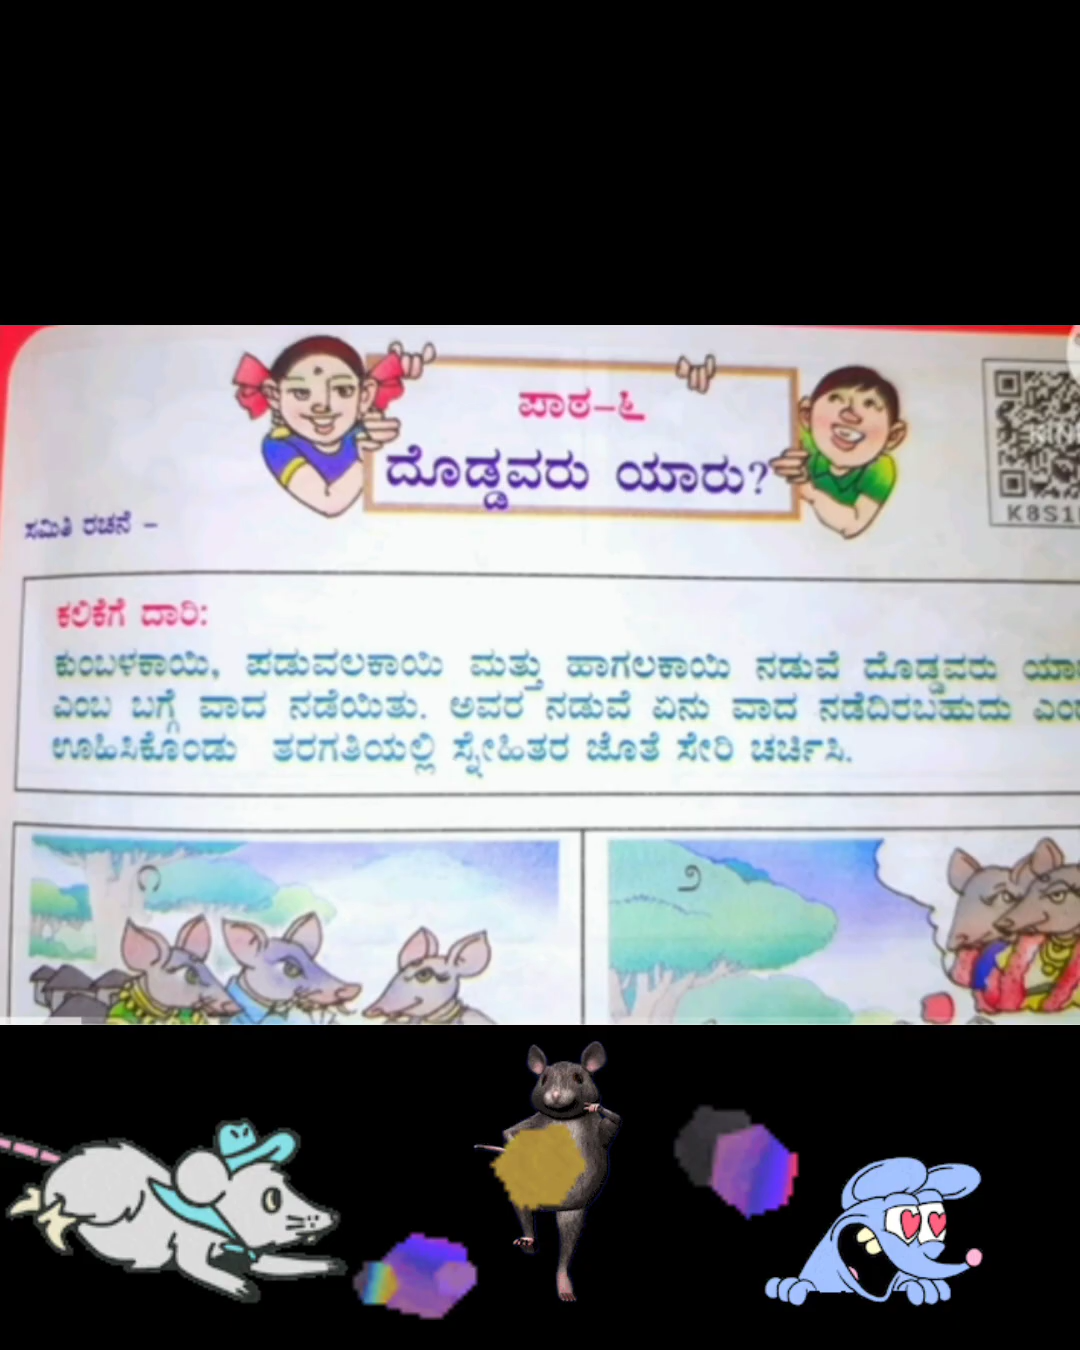 ಪಾಠ-೬
ದೊಡ್ಡವರು ಯಾರು?
ಸಮಿತಿ ರಚನೆ -
K8S1
ಕಲಿಕೆಗೆ ದಾರಿ:
ಕುಂಬಳಕಾಯಿ, ಪಡುವಲಕಾಯಿ ಮತ್ತು ಹಾಗಲಕಾಯಿ ನಡುವೆ ದೊಡ್ಡವರು
ಎಂಬ ಬಗ್ಗೆ ವಾದ ನಡೆಯಿತು. ಅವರ ನಡುವೆ ಏನು ವಾದ ನಡೆದಿರಬಹುದು
ಊಹಿಸಿಕೊಂಡು ತರಗತಿಯಲ್ಲಿ ಸ್ನೇಹಿತರ ಜೊತೆ ಸೇರಿ ಚರ್ಚಿಸಿ.
೧
೨